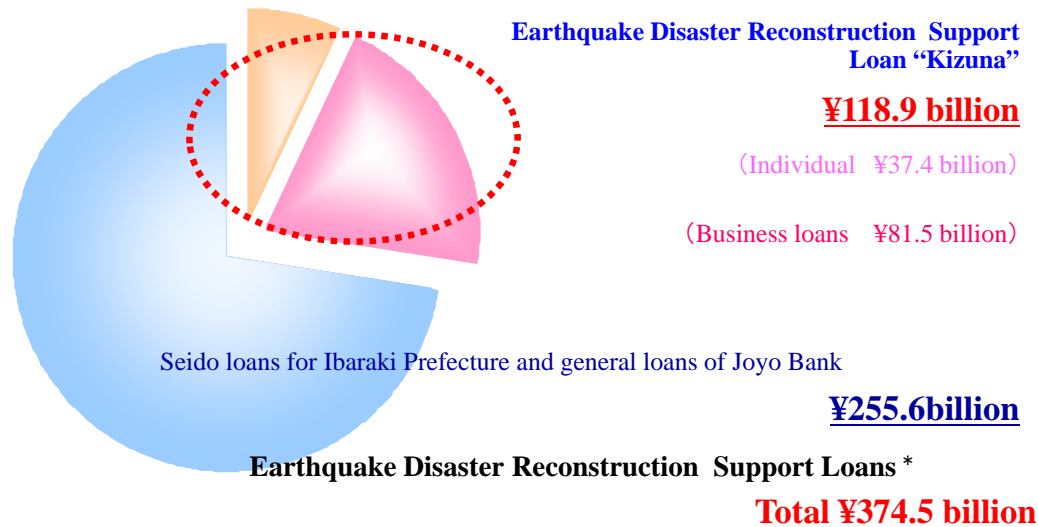 Earthquake Disaster Reconstruction Support
Loan “Kizuna”
¥118.9 billion
（Individual ¥37.4 billion）
（Business loans ¥81.5 billion）
Seido loans for Ibaraki Prefecture and general loans of Joyo Bank
¥255.6billion
Earthquake Disaster Reconstruction Support Loans *
Total ¥374.5 billion